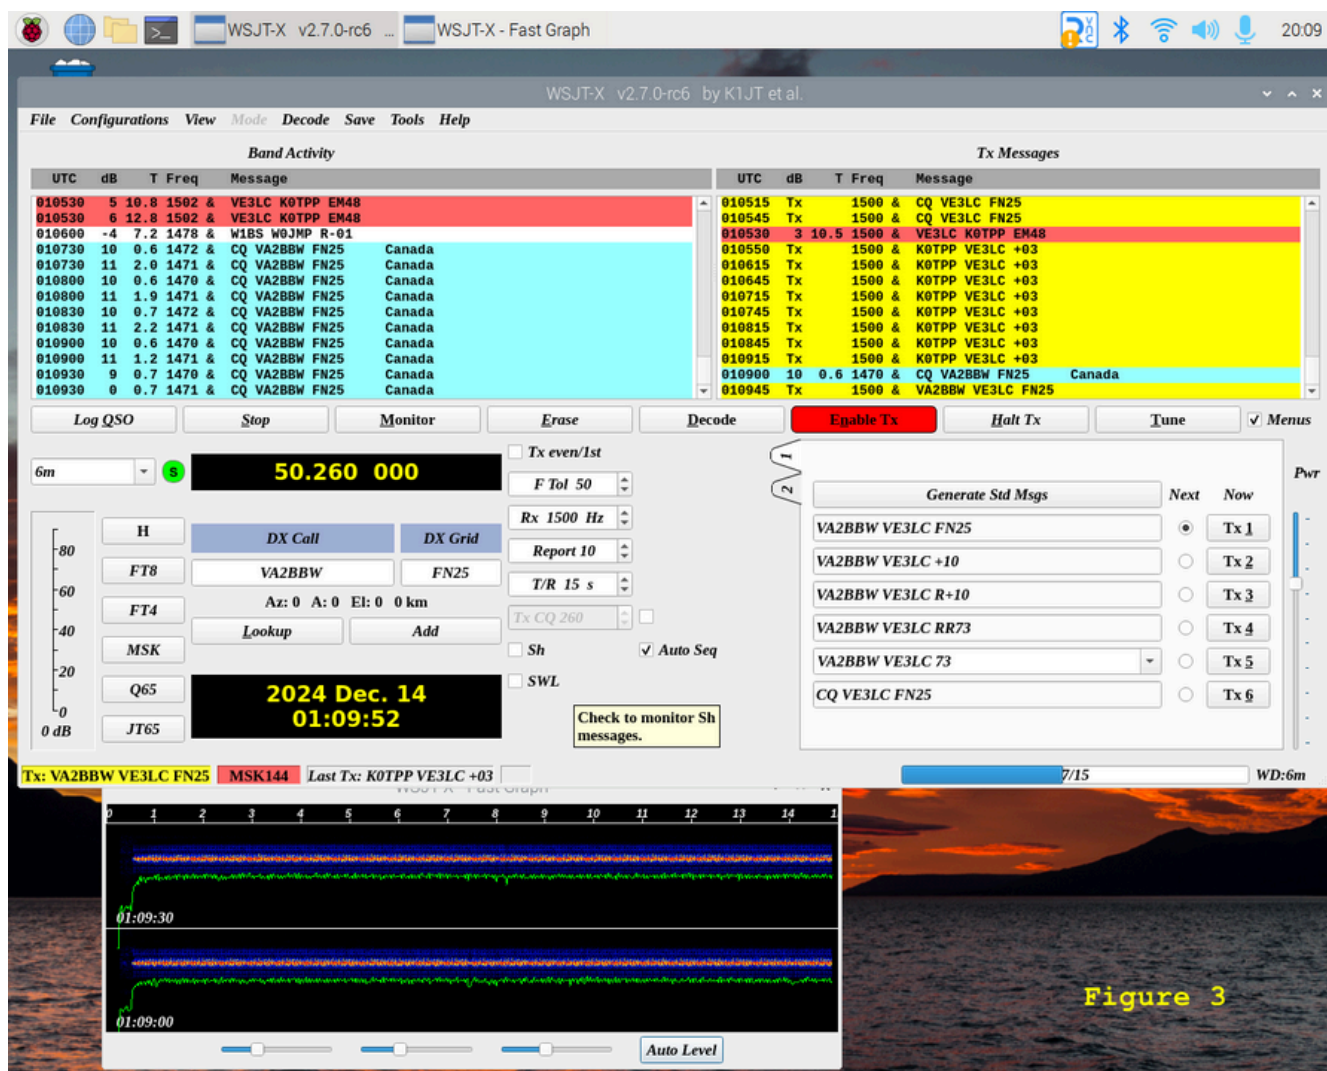 WSJT-X v2.7.0-rc6 ...
WSJT-X - Fast Graph
20:09
WSJT-X v2.7.0-rc6 by K1JT et al.
File Configurations View Mode Decode Save Tools Help
Band Activity
UTC dB T Freq Message
010530 5 10.8 1502 & VE3LC K0TPP EM48
010530 6 12.8 1502 & VE3LC K0TPP EM48
010600 -4 7.2 1478 & W1BS W0JMP R-01
010730 10 0.6 1472 & CQ VA2BBW FN25 Canada
010730 11 2.0 1471 & CQ VA2BBW FN25 Canada
010800 10 0.6 1470 & CQ VA2BBW FN25 Canada
010800 11 1.9 1471 & CQ VA2BBW FN25 Canada
010830 10 0.7 1472 & CQ VA2BBW FN25 Canada
010830 11 2.2 1471 & CQ VA2BBW FN25 Canada
010900 10 0.6 1470 & CQ VA2BBW FN25 Canada
010900 11 1.2 1471 & CQ VA2BBW FN25 Canada
010930 9 0.7 1470 & CQ VA2BBW FN25 Canada
010930 0 0.7 1471 & CQ VA2BBW FN25 Canada
Tx Messages
UTC dB T Freq Message
010515 Tx 1500 & CQ VE3LC FN25
010545 Tx 1500 & CQ VE3LC FN25
010530 3 10.5 1500 & VE3LC K0TPP EM48
010550 Tx 1500 & K0TPP VE3LC +03
010615 Tx 1500 & K0TPP VE3LC +03
010645 Tx 1500 & K0TPP VE3LC +03
010715 Tx 1500 & K0TPP VE3LC +03
010745 Tx 1500 & K0TPP VE3LC +03
010815 Tx 1500 & K0TPP VE3LC +03
010845 Tx 1500 & K0TPP VE3LC +03
010915 Tx 1500 & K0TPP VE3LC +03
010900 10 0.6 1470 & CQ VA2BBW FN25 Canada
010945 Tx 1500 & VA2BBW VE3LC FN25
Log QSO Stop Monitor Erase Decode Enable Tx Halt Tx Tune Menus
6m
S
50.260 000
Tx even/1st
F Tol 50
Rx 1500 Hz
Report 10
T/R 15 s
Tx CQ 260
Sh
Auto Seq
SWL
-80
-60
-40
-20
-0
0 dB
H
FT8
FT4
MSK
Q65
JT65
DX Call DX Grid
VA2BBW FN25
Az: 0 A: 0 El: 0 0 km
Lookup Add
2024 Dec. 14
01:09:52
Check to monitor Sh
messages.
1
2
Generate Std Msgs Next Now
Pwr
VA2BBW VE3LC FN25 Tx 1
VA2BBW VE3LC +10 Tx 2
VA2BBW VE3LC R+10 Tx 3
VA2BBW VE3LC RR73 Tx 4
VA2BBW VE3LC 73 Tx 5
CQ VE3LC FN25 Tx 6
Tx: VA2BBW VE3LC FN25 MSK144 Last Tx: K0TPP VE3LC +03 7/15 WD:6m
WSJT-X - Fast Graph
0 1 2 3 4 5 6 7 8 9 10 11 12 13 14 1
01:09:30
01:09:00
Auto Level
Figure 3